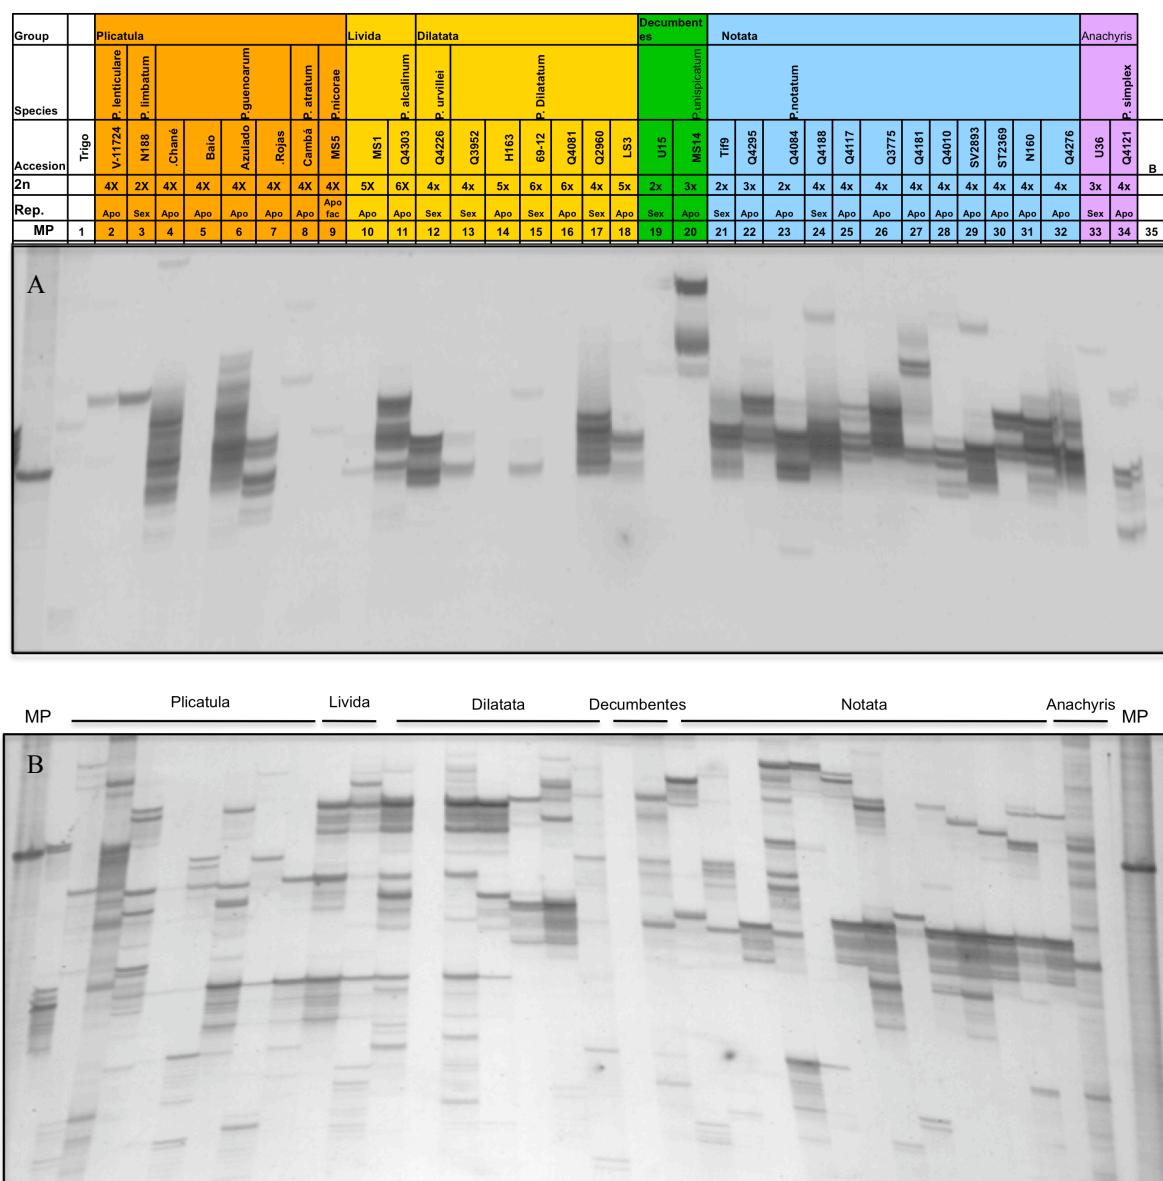 Group Plicatula Livida Dilatata Decumbent es Notata Anachyris
Species P. lenticulare P. limbatum P.guenoarum P. atratum P.nicorae P. alcalinum P. urvillei P. Dilatatum P.unispicatum P.notatum P. simplex
Accesion Trigo V-11724 N188 .Chané Baio Azulado .Rojas Cambá MS5 MS1 Q4303 Q4226 Q3952 H163 69-12 Q4081 Q2960 LS3 U15 MS14 Tif9 Q4295 Q4084 Q4188 Q4117 Q3775 Q4181 Q4010 SV2893 ST2369 N160 Q4276 U36 Q4121 B
2n 4X 2X 4X 4X 4X 4X 4X 4X 5X 6X 4x 4x 5x 6x 6x 4x 5x 2x 3x 2x 3x 2x 4x 4x 4x 4x 4x 4x 4x 4x 4x 3x 4x
Rep. Apo Sex Apo Apo Apo Apo Apo Apo fac Apo Apo Sex Sex Apo Apo Apo Sex Apo Sex Apo Sex Apo Apo Sex Apo Apo Apo Apo Sex Apo Apo Apo Sex Apo
MP 1 2 3 4 5 6 7 8 9 10 11 12 13 14 15 16 17 18 19 20 21 22 23 24 25 26 27 28 29 30 31 32 33 34 35
A
MP Plicatula Livida Dilatata Decumbentes Notata Anachyris MP
B